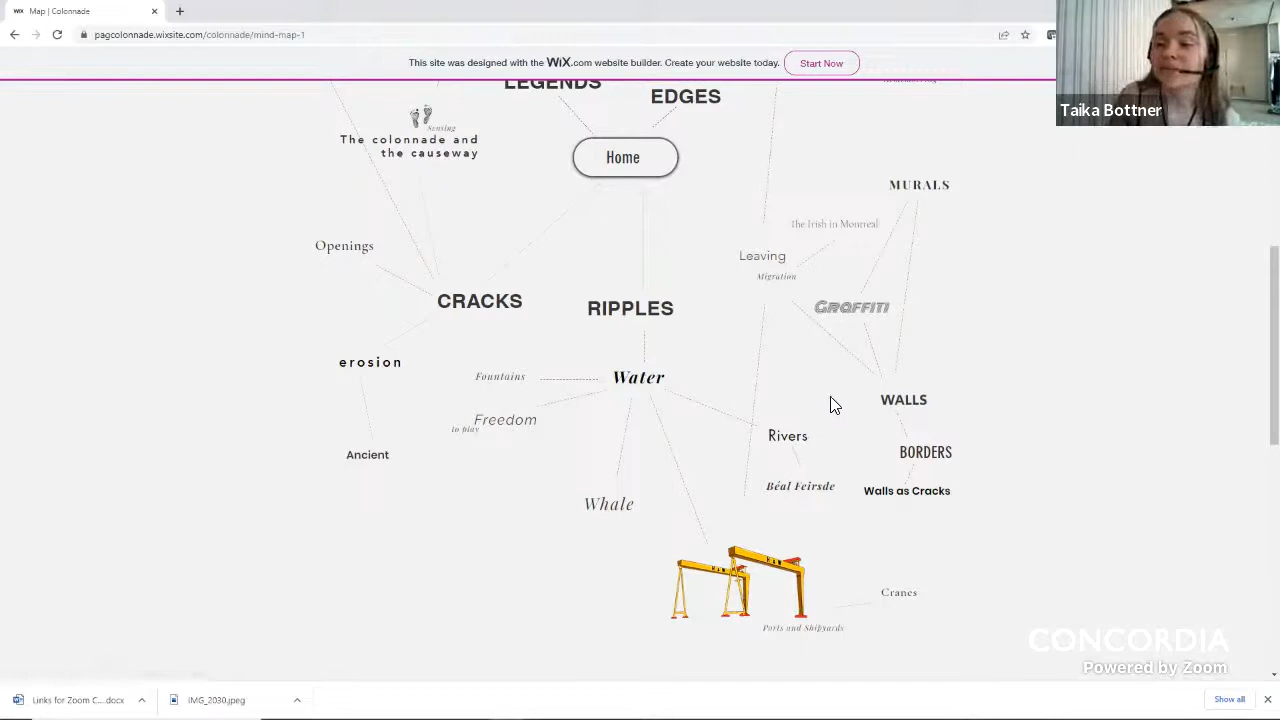 Map | Colonnade
pagcolonnade.wixsite.com/colonnade/mind-map-1
This site was designed with the WiX.com website builder. Create your website today.
Start Now
Taika Bottner
LEGENDS
EDGES
Sensing
The colonnade and
the causeway
Home
MURALS
The Irish in Montreal
Openings
Leaving
Migration
CRACKS
RIPPLES
Graffiti
erosion
Fountains
Water
WALLS
Freedom
to play
Rivers
BORDERS
Ancient
Béal Feirsde
Walls as Cracks
Whale
Cranes
Ports and Shipyards
CONCORDIA
Powered by Zoom
Links for Zoom C....docx
IMG_2030.jpeg
Show all